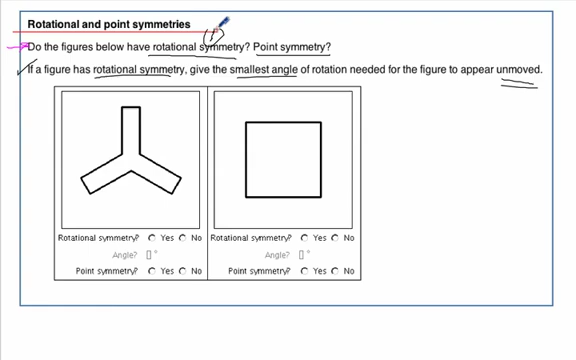 Rotational and point symmetries
Do the figures below have rotational symmetry? Point symmetry?
If a figure has rotational symmetry, give the smallest angle of rotation needed for the figure to appear unmoved.
Rotational symmetry? Yes No
Angle? °
Point symmetry? Yes No
Rotational symmetry? Yes No
Angle? °
Point symmetry? Yes No